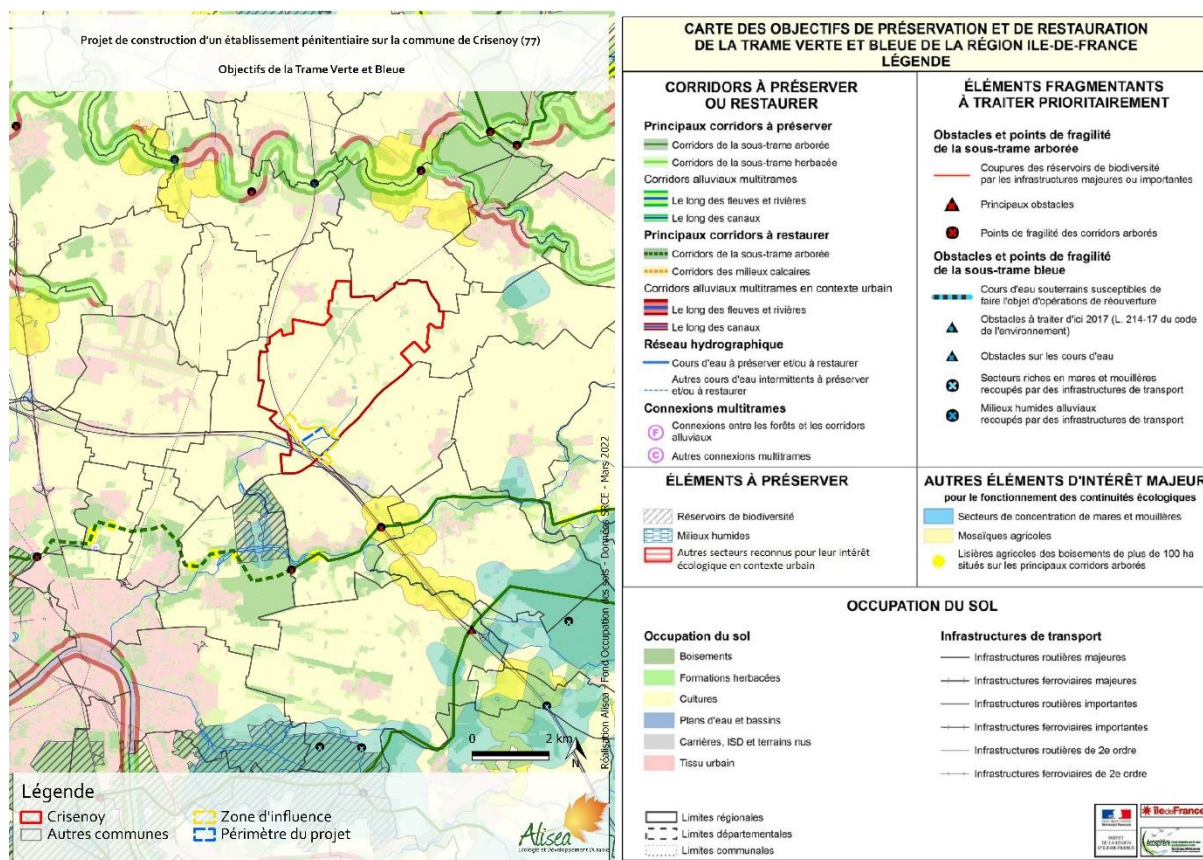 Projet de construction d'un établissement pénitentiaire sur la commune de Crisenoy (77)
Objectifs de la Trame Verte et Bleue
Réalisation Alisea / Fond Occupation des sols - Données SRCE - Mars 2022
0 2 km
N
Légende
Crisenoy
Autres communes
Zone d'influence
Périmètre du projet
Alisea
Ecologie et Développement Durable
CARTE DES OBJECTIFS DE PRÉSERVATION ET DE RESTAURATION
DE LA TRAME VERTE ET BLEUE DE LA RÉGION ILE-DE-FRANCE
LÉGENDE
CORRIDORS À PRÉSERVER
OU RESTAURER
Principaux corridors à préserver
Corridors de la sous-trame arborée
Corridors de la sous-trame herbacée
Corridors alluviaux multitrames
Le long des fleuves et rivières
Le long des canaux
Principaux corridors à restaurer
Corridors de la sous-trame arborée
Corridors des milieux calcaires
Corridors alluviaux multitrames en contexte urbain
Le long des fleuves et rivières
Le long des canaux
Réseau hydrographique
Cours d'eau à préserver et/ou à restaurer
Autres cours d'eau intermittents à préserver
et/ou à restaurer
Connexions multitrames
F
Connexions entre les forêts et les corridors
alluviaux
C
Autres connexions multitrames
ÉLÉMENTS FRAGMENTANTS
À TRAITER PRIORITAIREMENT
Obstacles et points de fragilité
de la sous-trame arborée
Coupures des réservoirs de biodiversité
par les infrastructures majeures ou importantes
Principaux obstacles
Points de fragilité des corridors arborés
Obstacles et points de fragilité
de la sous-trame bleue
Cours d'eau souterrains susceptibles de
faire l'objet d'opérations de réouverture
Obstacles à traiter d'ici 2017 (L. 214-17 du code
de l'environnement)
Obstacles sur les cours d'eau
Secteurs riches en mares et mouillères
recoupés par des infrastructures de transport
Milieux humides alluviaux
recoupés par des infrastructures de transport
ÉLÉMENTS À PRÉSERVER
Réservoirs de biodiversité
Milieux humides
Autres secteurs reconnus pour leur intérêt
écologique en contexte urbain
AUTRES ÉLÉMENTS D'INTÉRÊT MAJEUR
pour le fonctionnement des continuités écologiques
Secteurs de concentration de mares et mouillères
Mosaïques agricoles
Lisières agricoles des boisements de plus de 100 ha
situés sur les principaux corridors arborés
OCCUPATION DU SOL
Occupation du sol
Boisements
Formations herbacées
Cultures
Plans d'eau et bassins
Carrières, ISD et terrains nus
Tissu urbain
Infrastructures de transport
Infrastructures routières majeures
Infrastructures ferroviaires majeures
Infrastructures routières importantes
Infrastructures ferroviaires importantes
Infrastructures routières de 2e ordre
Infrastructures ferroviaires de 2e ordre
Limites régionales
Limites départementales
Limites communales
PRÉFET
DE LA RÉGION
D'ILE-DE-FRANCE
îledeFrance
écosphère